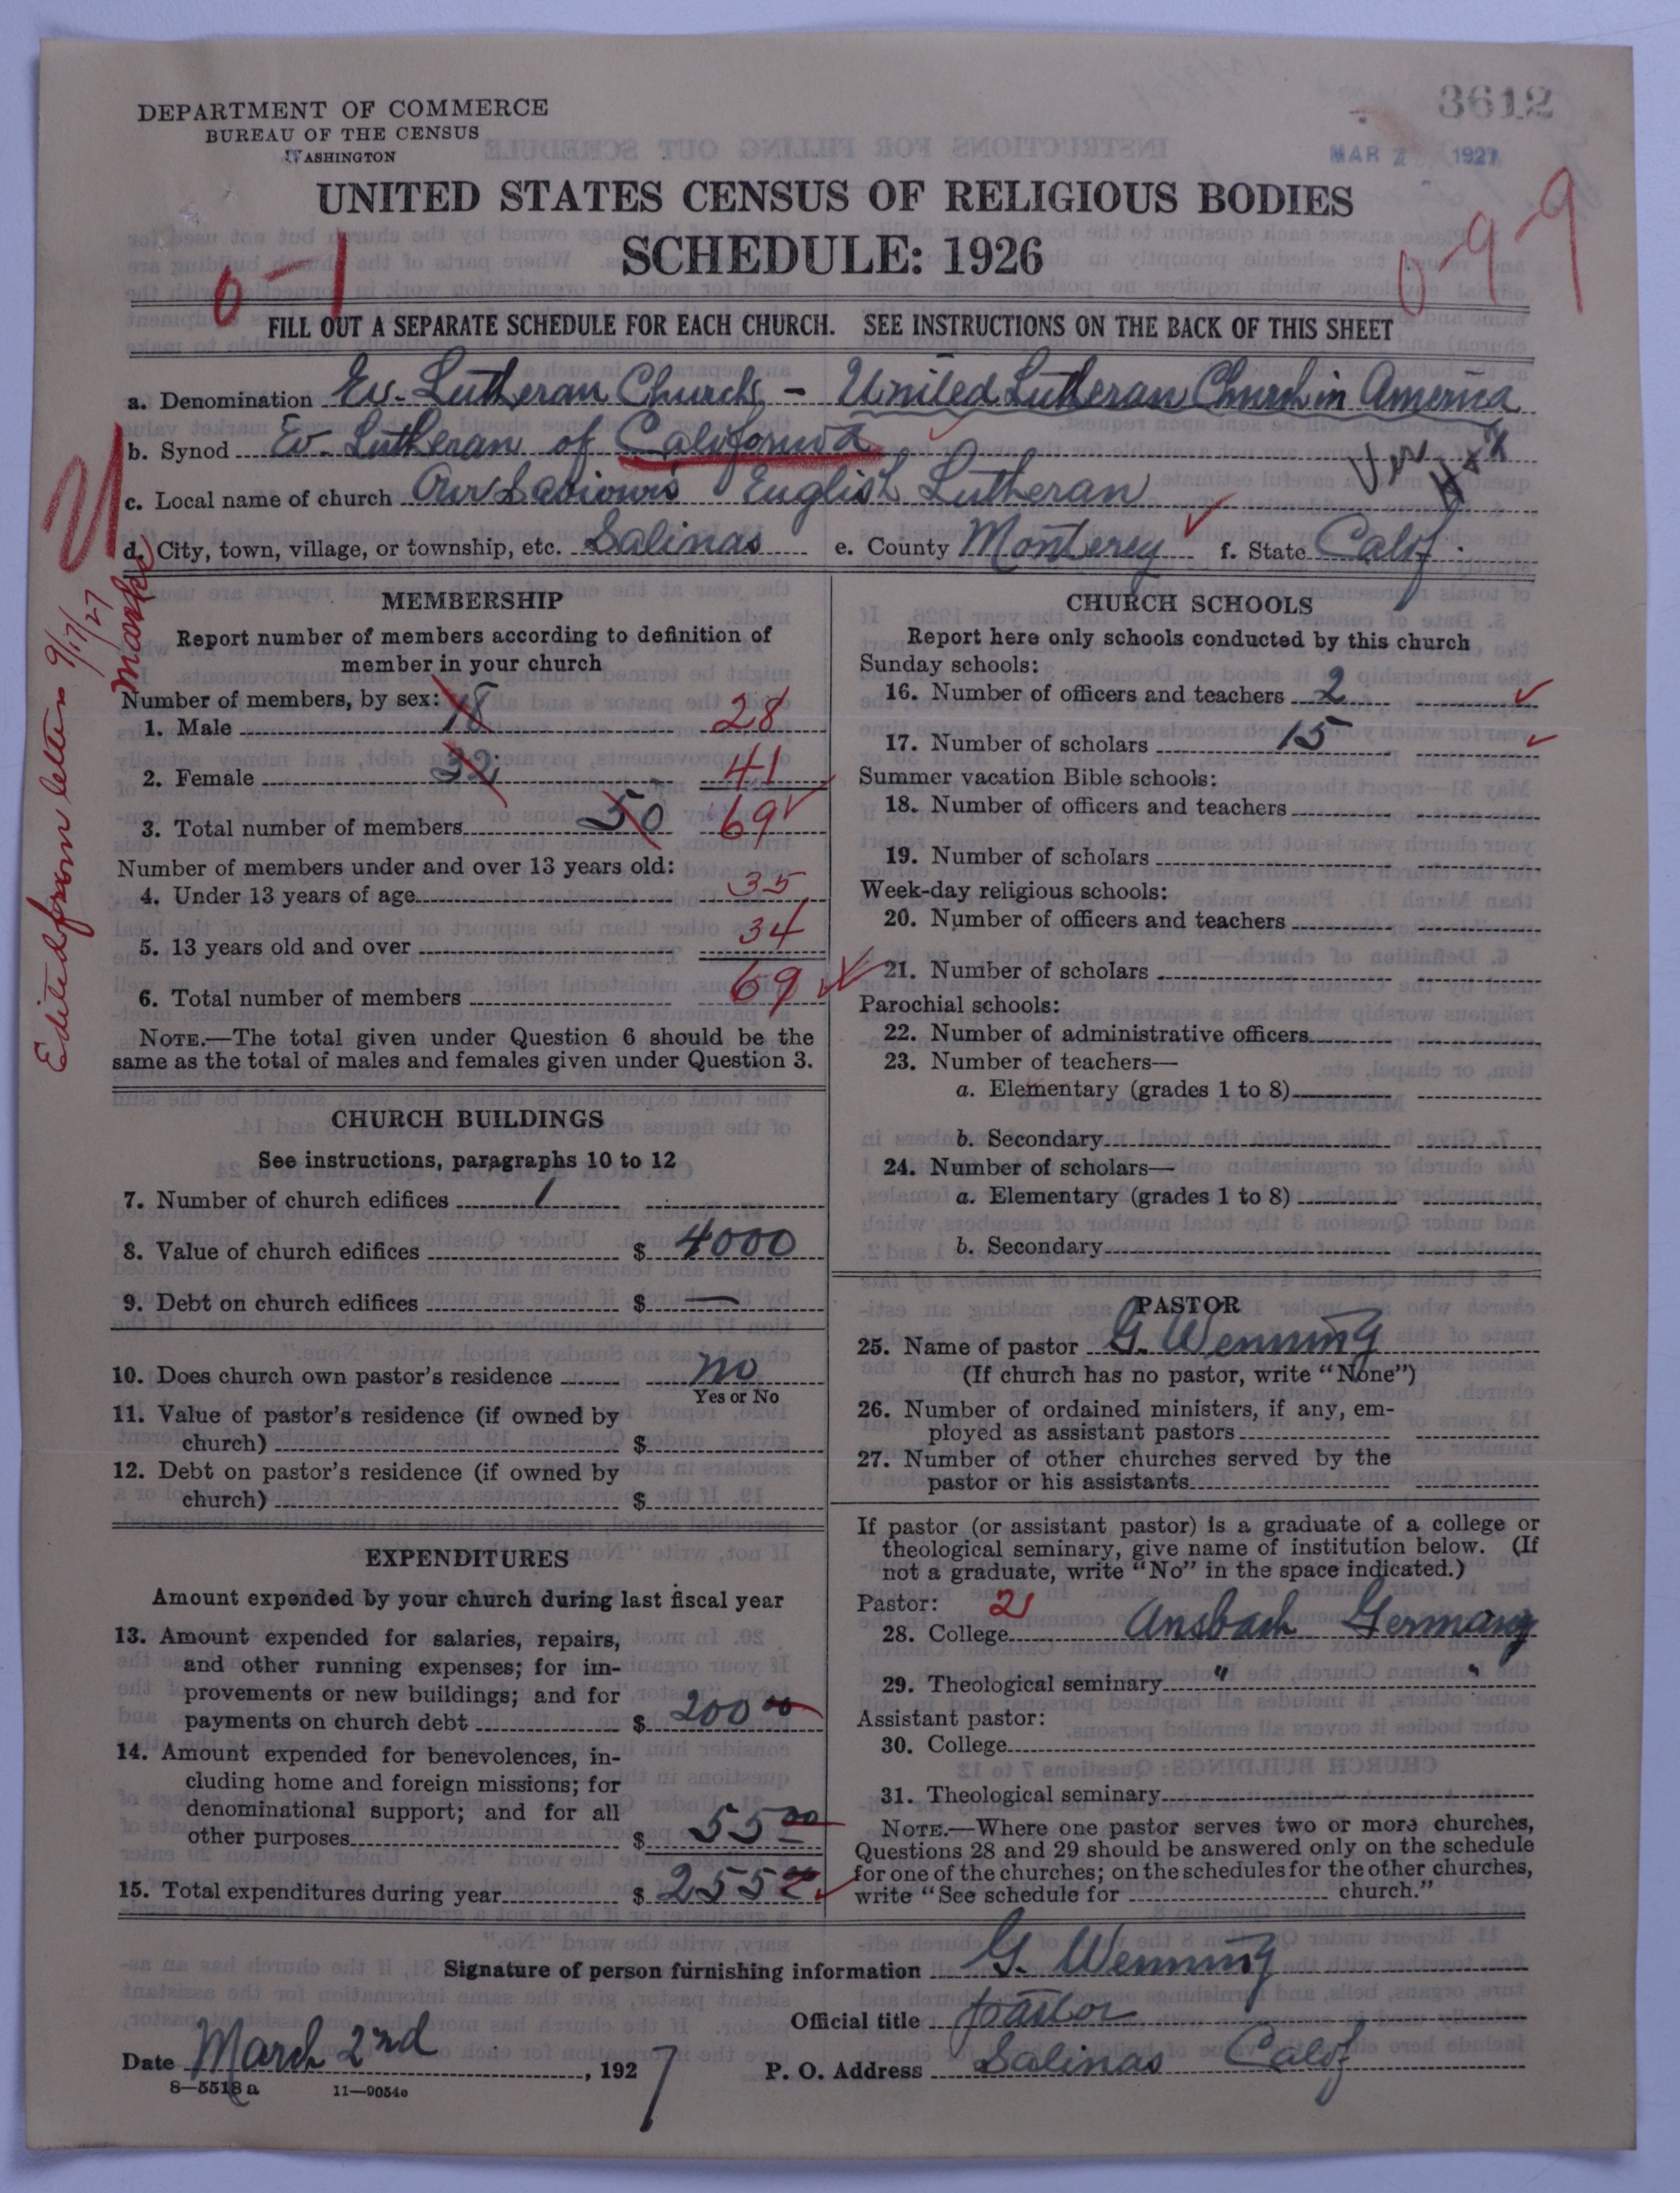 3612
DEPARTMENT OF COMMERCE
BUREAU OF THE CENSUS
WASHINGTON
MAR 2 1927
UNITED STATES CENSUS OF RELIGIOUS BODIES
SCHEDULE: 1926
0-1
0-9-9
FILL OUT A SEPARATE SCHEDULE FOR EACH CHURCH. SEE INSTRUCTIONS ON THE BACK OF THIS SHEET
a. Denomination Ev. Lutheran Church - United Lutheran Church in America
b. Synod Ev. Lutheran of California
c. Local name of church Our Saviours English Lutheran
d. City, town, village, or township, etc. Salinas e. County Monterey f. State Calif.
Edited from letter 9/17/27
MEMBERSHIP
Report number of members according to definition of
member in your church
Number of members, by sex:
1. Male 18 28
2. Female 32 41
3. Total number of members 50 69
Number of members under and over 13 years old:
4. Under 13 years of age 35
5. 13 years old and over 34
6. Total number of members 69
NOTE.—The total given under Question 6 should be the
same as the total of males and females given under Question 3.
CHURCH BUILDINGS
See instructions, paragraphs 10 to 12
7. Number of church edifices 1
8. Value of church edifices $ 4000
9. Debt on church edifices $ —
10. Does church own pastor's residence no
Yes or No
11. Value of pastor's residence (if owned by
church) $
12. Debt on pastor's residence (if owned by
church) $
EXPENDITURES
Amount expended by your church during last fiscal year
13. Amount expended for salaries, repairs,
and other running expenses; for im-
provements or new buildings; and for
payments on church debt $ 200 00
14. Amount expended for benevolences, in-
cluding home and foreign missions; for
denominational support; and for all
other purposes $ 55 00
15. Total expenditures during year $ 255
CHURCH SCHOOLS
Report here only schools conducted by this church
Sunday schools:
16. Number of officers and teachers 2
17. Number of scholars 15
Summer vacation Bible schools:
18. Number of officers and teachers
19. Number of scholars
Week-day religious schools:
20. Number of officers and teachers
21. Number of scholars
Parochial schools:
22. Number of administrative officers
23. Number of teachers—
a. Elementary (grades 1 to 8)
b. Secondary
24. Number of scholars—
a. Elementary (grades 1 to 8)
b. Secondary
PASTOR
25. Name of pastor G. Wenning
(If church has no pastor, write "None")
26. Number of ordained ministers, if any, em-
ployed as assistant pastors
27. Number of other churches served by the
pastor or his assistants
If pastor (or assistant pastor) is a graduate of a college or
theological seminary, give name of institution below. (If
not a graduate, write "No" in the space indicated.)
Pastor: 21
28. College Ansbach Germany
29. Theological seminary " "
Assistant pastor:
30. College
31. Theological seminary
NOTE.—Where one pastor serves two or more churches,
Questions 28 and 29 should be answered only on the schedule
for one of the churches; on the schedules for the other churches,
write "See schedule for church."
Signature of person furnishing information G. Wenning
Official title pastor
Date March 2nd, 1927 P. O. Address Salinas Calif
8—5518 a 11—9054e